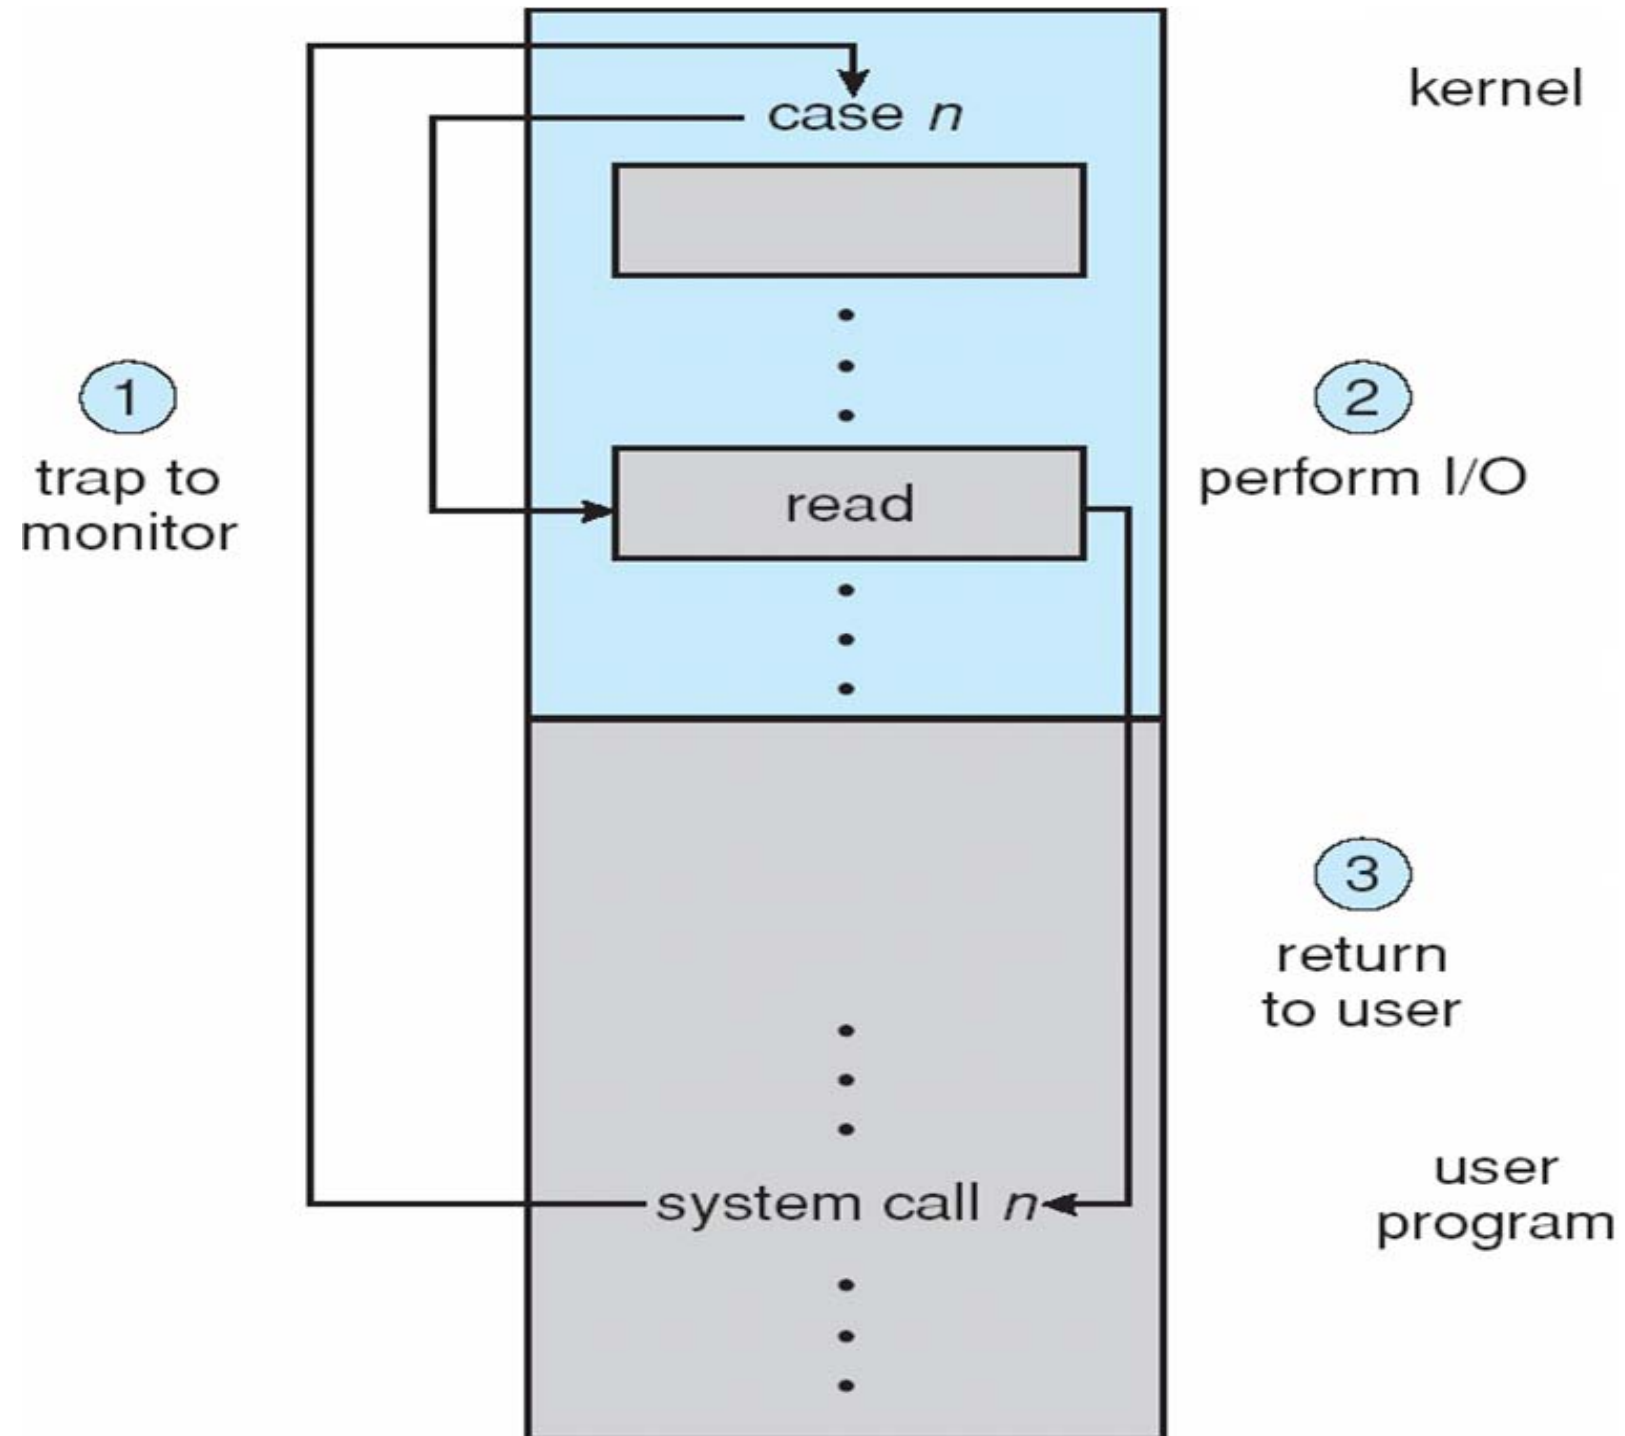 kernel
case n
1
trap to
monitor
2
perform I/O
read
3
return
to user
user
program
system call n